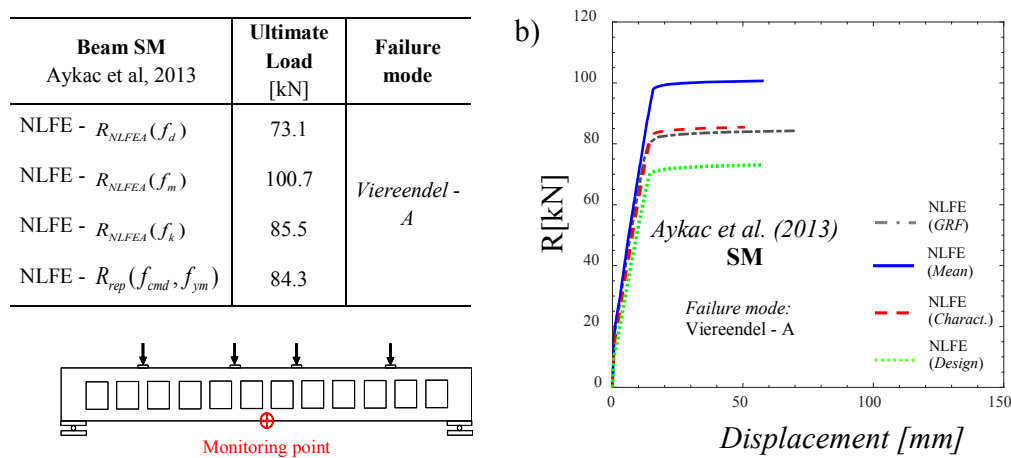 Beam SM
Aykac et al, 2013
Ultimate
Load
[kN]
Failure
mode
NLFE - R_NLFEA(f_d)
73.1
NLFE - R_NLFEA(f_m)
100.7
NLFE - R_NLFEA(f_k)
85.5
NLFE - R_rep(f_cmd, f_ym)
84.3
Viereendel -
A
Monitoring point
b)
R[kN]
120
100
80
60
40
20
0
0
50
100
150
Displacement [mm]
Aykac et al. (2013)
SM
Failure mode:
Viereendel - A
NLFE
(GRF)
NLFE
(Mean)
NLFE
(Charact.)
NLFE
(Design)